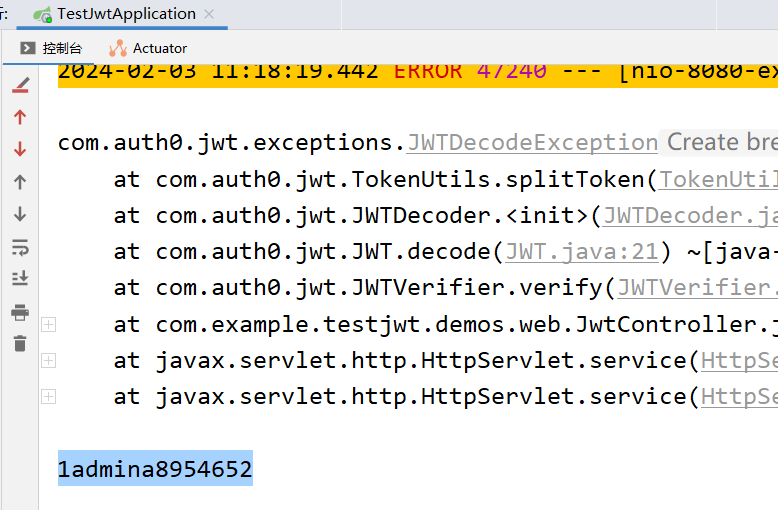 行: TestJwtApplication
控制台 Actuator
2024-02-03 11:18:19.442 ERROR 47240 --- [nio-8080-ex
com.auth0.jwt.exceptions.JWTDecodeException Create bre
at com.auth0.jwt.TokenUtils.splitToken(TokenUtil
at com.auth0.jwt.JWTDecoder.<init>(JWTDecoder.ja
at com.auth0.jwt.JWT.decode(JWT.java:21) ~[java-
at com.auth0.jwt.JWTVerifier.verify(JWTVerifier.
at com.example.testjwt.demos.web.JwtController.j
at javax.servlet.http.HttpServlet.service(HttpSe
at javax.servlet.http.HttpServlet.service(HttpSe
1admina8954652